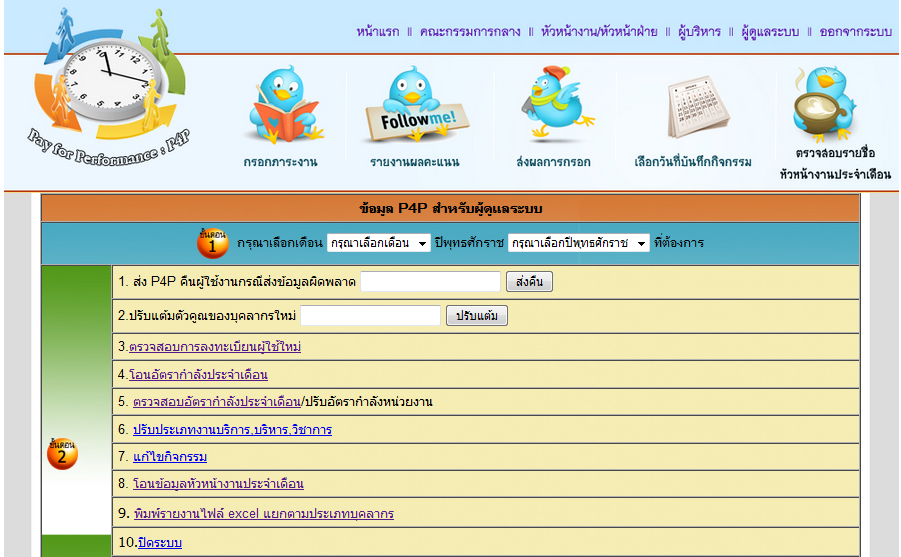 หน้าแรก || คณะกรรมการกลาง || หัวหน้างาน/หัวหน้าฝ่าย || ผู้บริหาร || ผู้ดูแลระบบ || ออกจากระบบ
12 1 2 3 4 5 6 7 8 9 10 11
Pay for Performance : P4P
Followme!
กรอกภาระงาน
รายงานผลคะแนน
ส่งผลการกรอก
เลือกวันที่บันทึกกิจกรรม
ตรวจสอบรายชื่อ
หัวหน้างานประจำเดือน
ข้อมูล P4P สำหรับผู้ดูแลระบบ
ขั้นตอน 1 กรุณาเลือกเดือน กรุณาเลือกเดือน ปีพุทธศักราช กรุณาเลือกปีพุทธศักราช ที่ต้องการ
1. ส่ง P4P คืนผู้ใช้งานกรณีส่งข้อมูลผิดพลาด ส่งคืน
2.ปรับแต้มตัวคูณของบุคลากรใหม่ ปรับแต้ม
3.ตรวจสอบการลงทะเบียนผู้ใช้ใหม่
4.โอนอัตรากำลังประจำเดือน
5. ตรวจสอบอัตรากำลังประจำเดือน/ปรับอัตรากำลังหน่วยงาน
6. ปรับประเภทงานบริการ,บริหาร,วิชาการ
ขั้นตอน 2
7. แก้ไขกิจกรรม
8. โอนข้อมูลหัวหน้างานประจำเดือน
9. พิมพ์รายงานไฟล์ excel แยกตามประเภทบุคลากร
10.ปิดระบบ